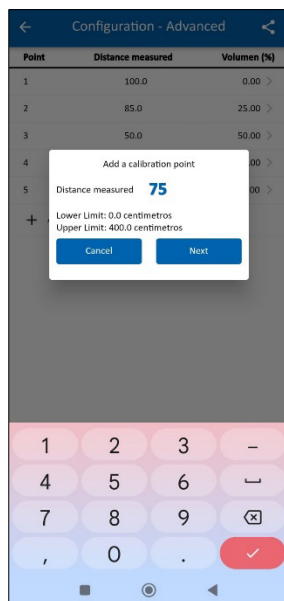 Configuration - Advanced
Point Distance measured Volumen (%)
1 100.0 0.00
2 85.0 25.00
3 50.0 50.00
4 .00
5 00
+
Add a calibration point
Distance measured 75
Lower Limit: 0.0 centimetros
Upper Limit: 400.0 centimetros
Cancel Next
1 2 3 –
4 5 6
7 8 9
, 0 .